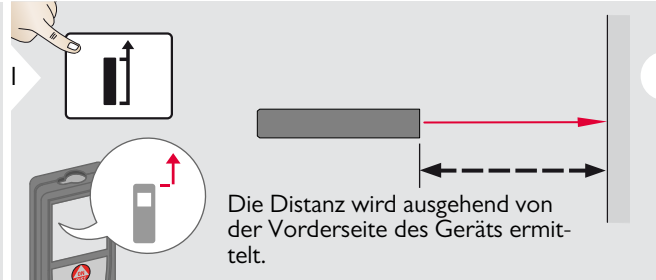 Die Distanz wird ausgehend von
der Vorderseite des Geräts ermit-
telt.